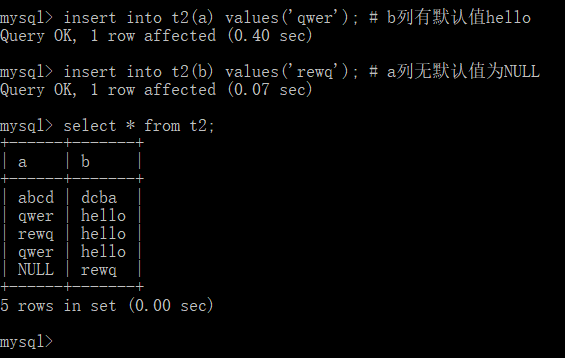 mysql> insert into t2(a) values('qwer'); # b列有默认值hello
Query OK, 1 row affected (0.40 sec)
mysql> insert into t2(b) values('rewq'); # a列无默认值为NULL
Query OK, 1 row affected (0.07 sec)
mysql> select * from t2;
+------+-------+
| a    | b     |
+------+-------+
| abcd | dcba  |
| qwer | hello |
| rewq | hello |
| qwer | hello |
| NULL | rewq  |
+------+-------+
5 rows in set (0.00 sec)
mysql>